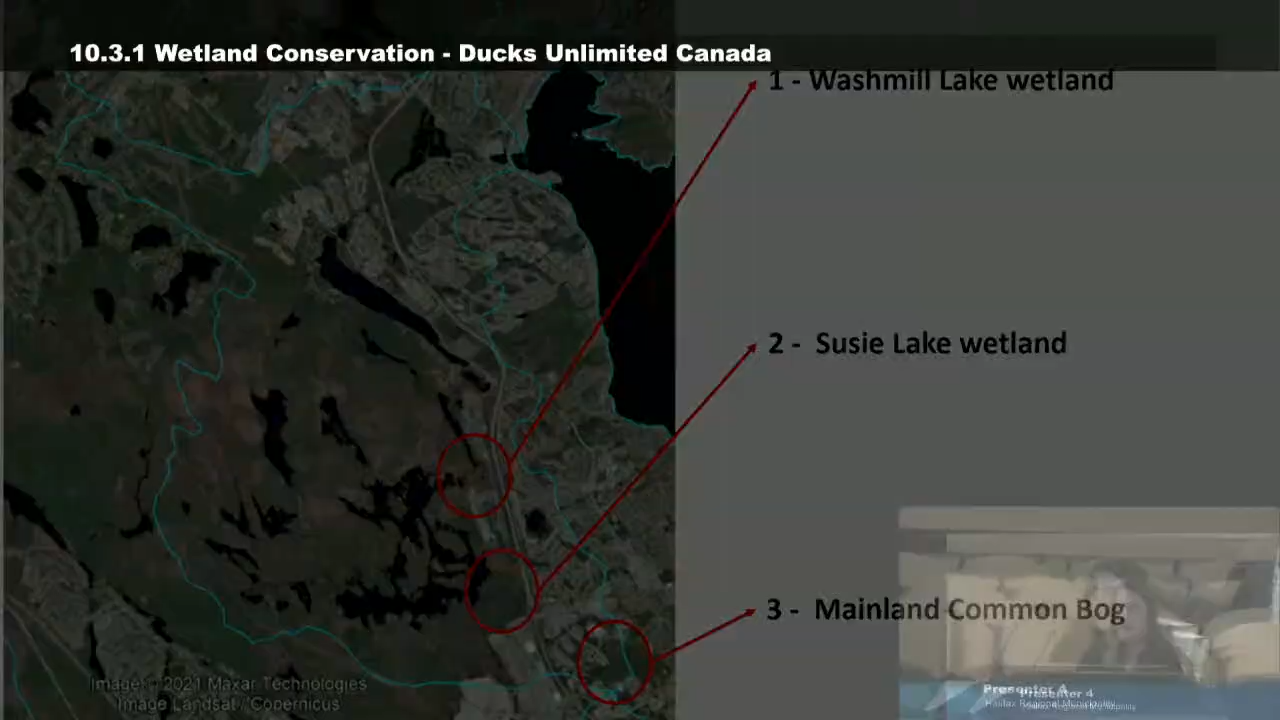 10.3.1 Wetland Conservation - Ducks Unlimited Canada
1 - Washmill Lake wetland
2 - Susie Lake wetland
3 - Mainland Common Bog
Image © 2021 Maxar Technologies
Image Landsat / Copernicus
Presenter 4
Halifax Regional Municipality